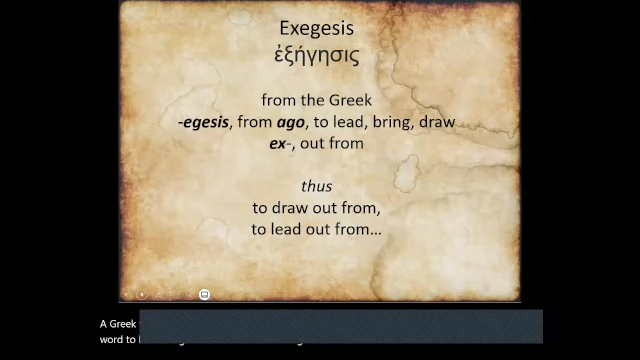 Exegesis
ἐξήγησις
from the Greek
-egesis, from ago, to lead, bring, draw
ex-, out from
thus
to draw out from,
to lead out from...
A Greek
word to